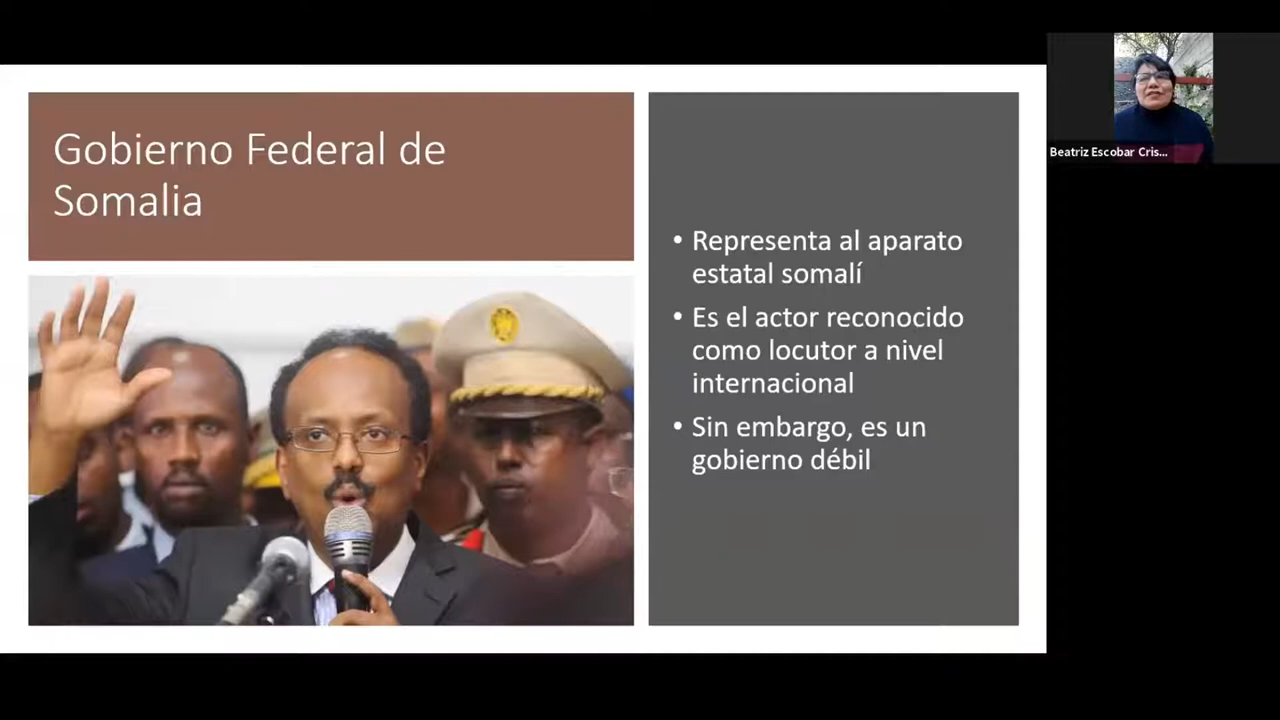 Gobierno Federal de
Somalia
• Representa al aparato
estatal somalí
• Es el actor reconocido
como locutor a nivel
internacional
• Sin embargo, es un
gobierno débil
Beatriz Escobar Cris...